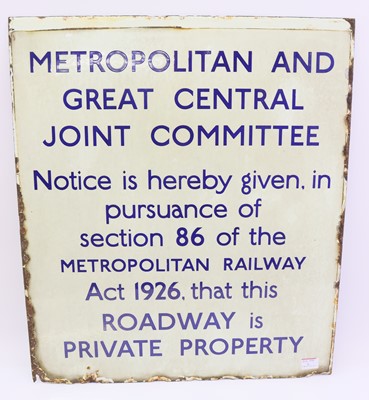 METROPOLITAN AND
GREAT CENTRAL
JOINT COMMITTEE
Notice is hereby given, in
pursuance of
section 86 of the
METROPOLITAN RAILWAY
Act 1926, that this
ROADWAY is
PRIVATE PROPERTY